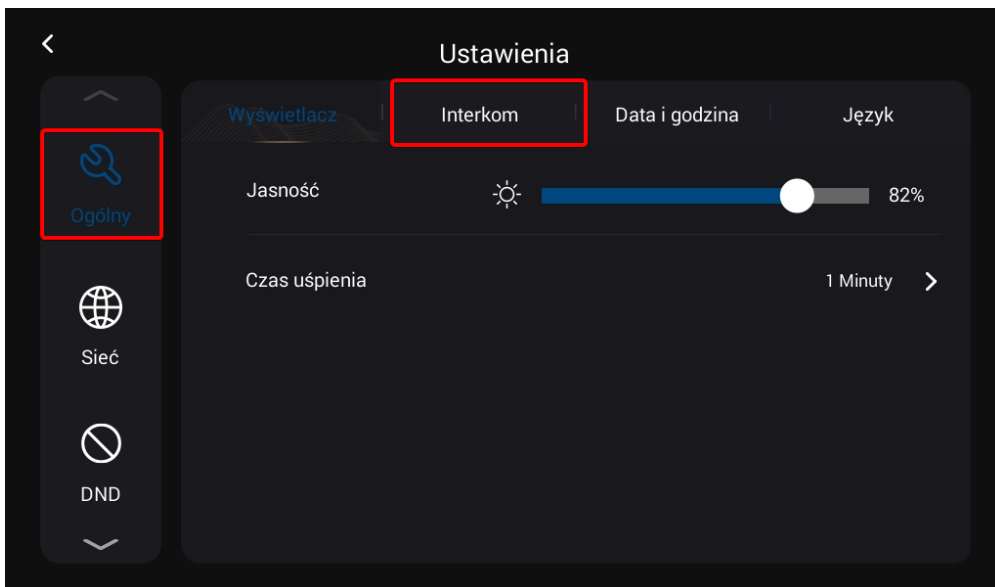 Ustawienia
Ogólny
Sieć
DND
Wyświetlacz
Interkom
Data i godzina
Język
Jasność
82%
Czas uśpienia
1 Minuty